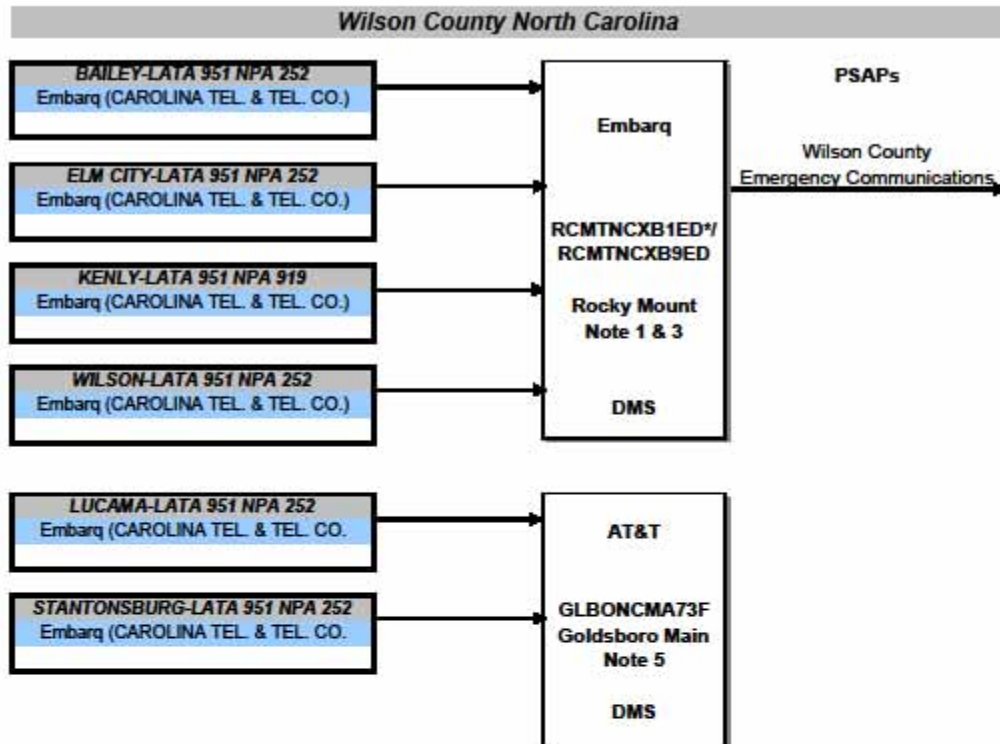 Wilson County North Carolina
BAILEY-LATA 951 NPA 252
Embarq (CAROLINA TEL. & TEL. CO.)
ELM CITY-LATA 951 NPA 252
Embarq (CAROLINA TEL. & TEL. CO.)
KENLY-LATA 951 NPA 919
Embarq (CAROLINA TEL. & TEL. CO.)
WILSON-LATA 951 NPA 252
Embarq (CAROLINA TEL. & TEL. CO.)
Embarq
RCMTNCXB1ED*/
RCMTNCXB9ED
Rocky Mount
Note 1 & 3
DMS
PSAPs
Wilson County
Emergency Communications
LUCAMA-LATA 951 NPA 252
Embarq (CAROLINA TEL. & TEL. CO.
STANTONSBURG-LATA 951 NPA 252
Embarq (CAROLINA TEL. & TEL. CO.
AT&T
GLBONCMA73F
Goldsboro Main
Note 5
DMS